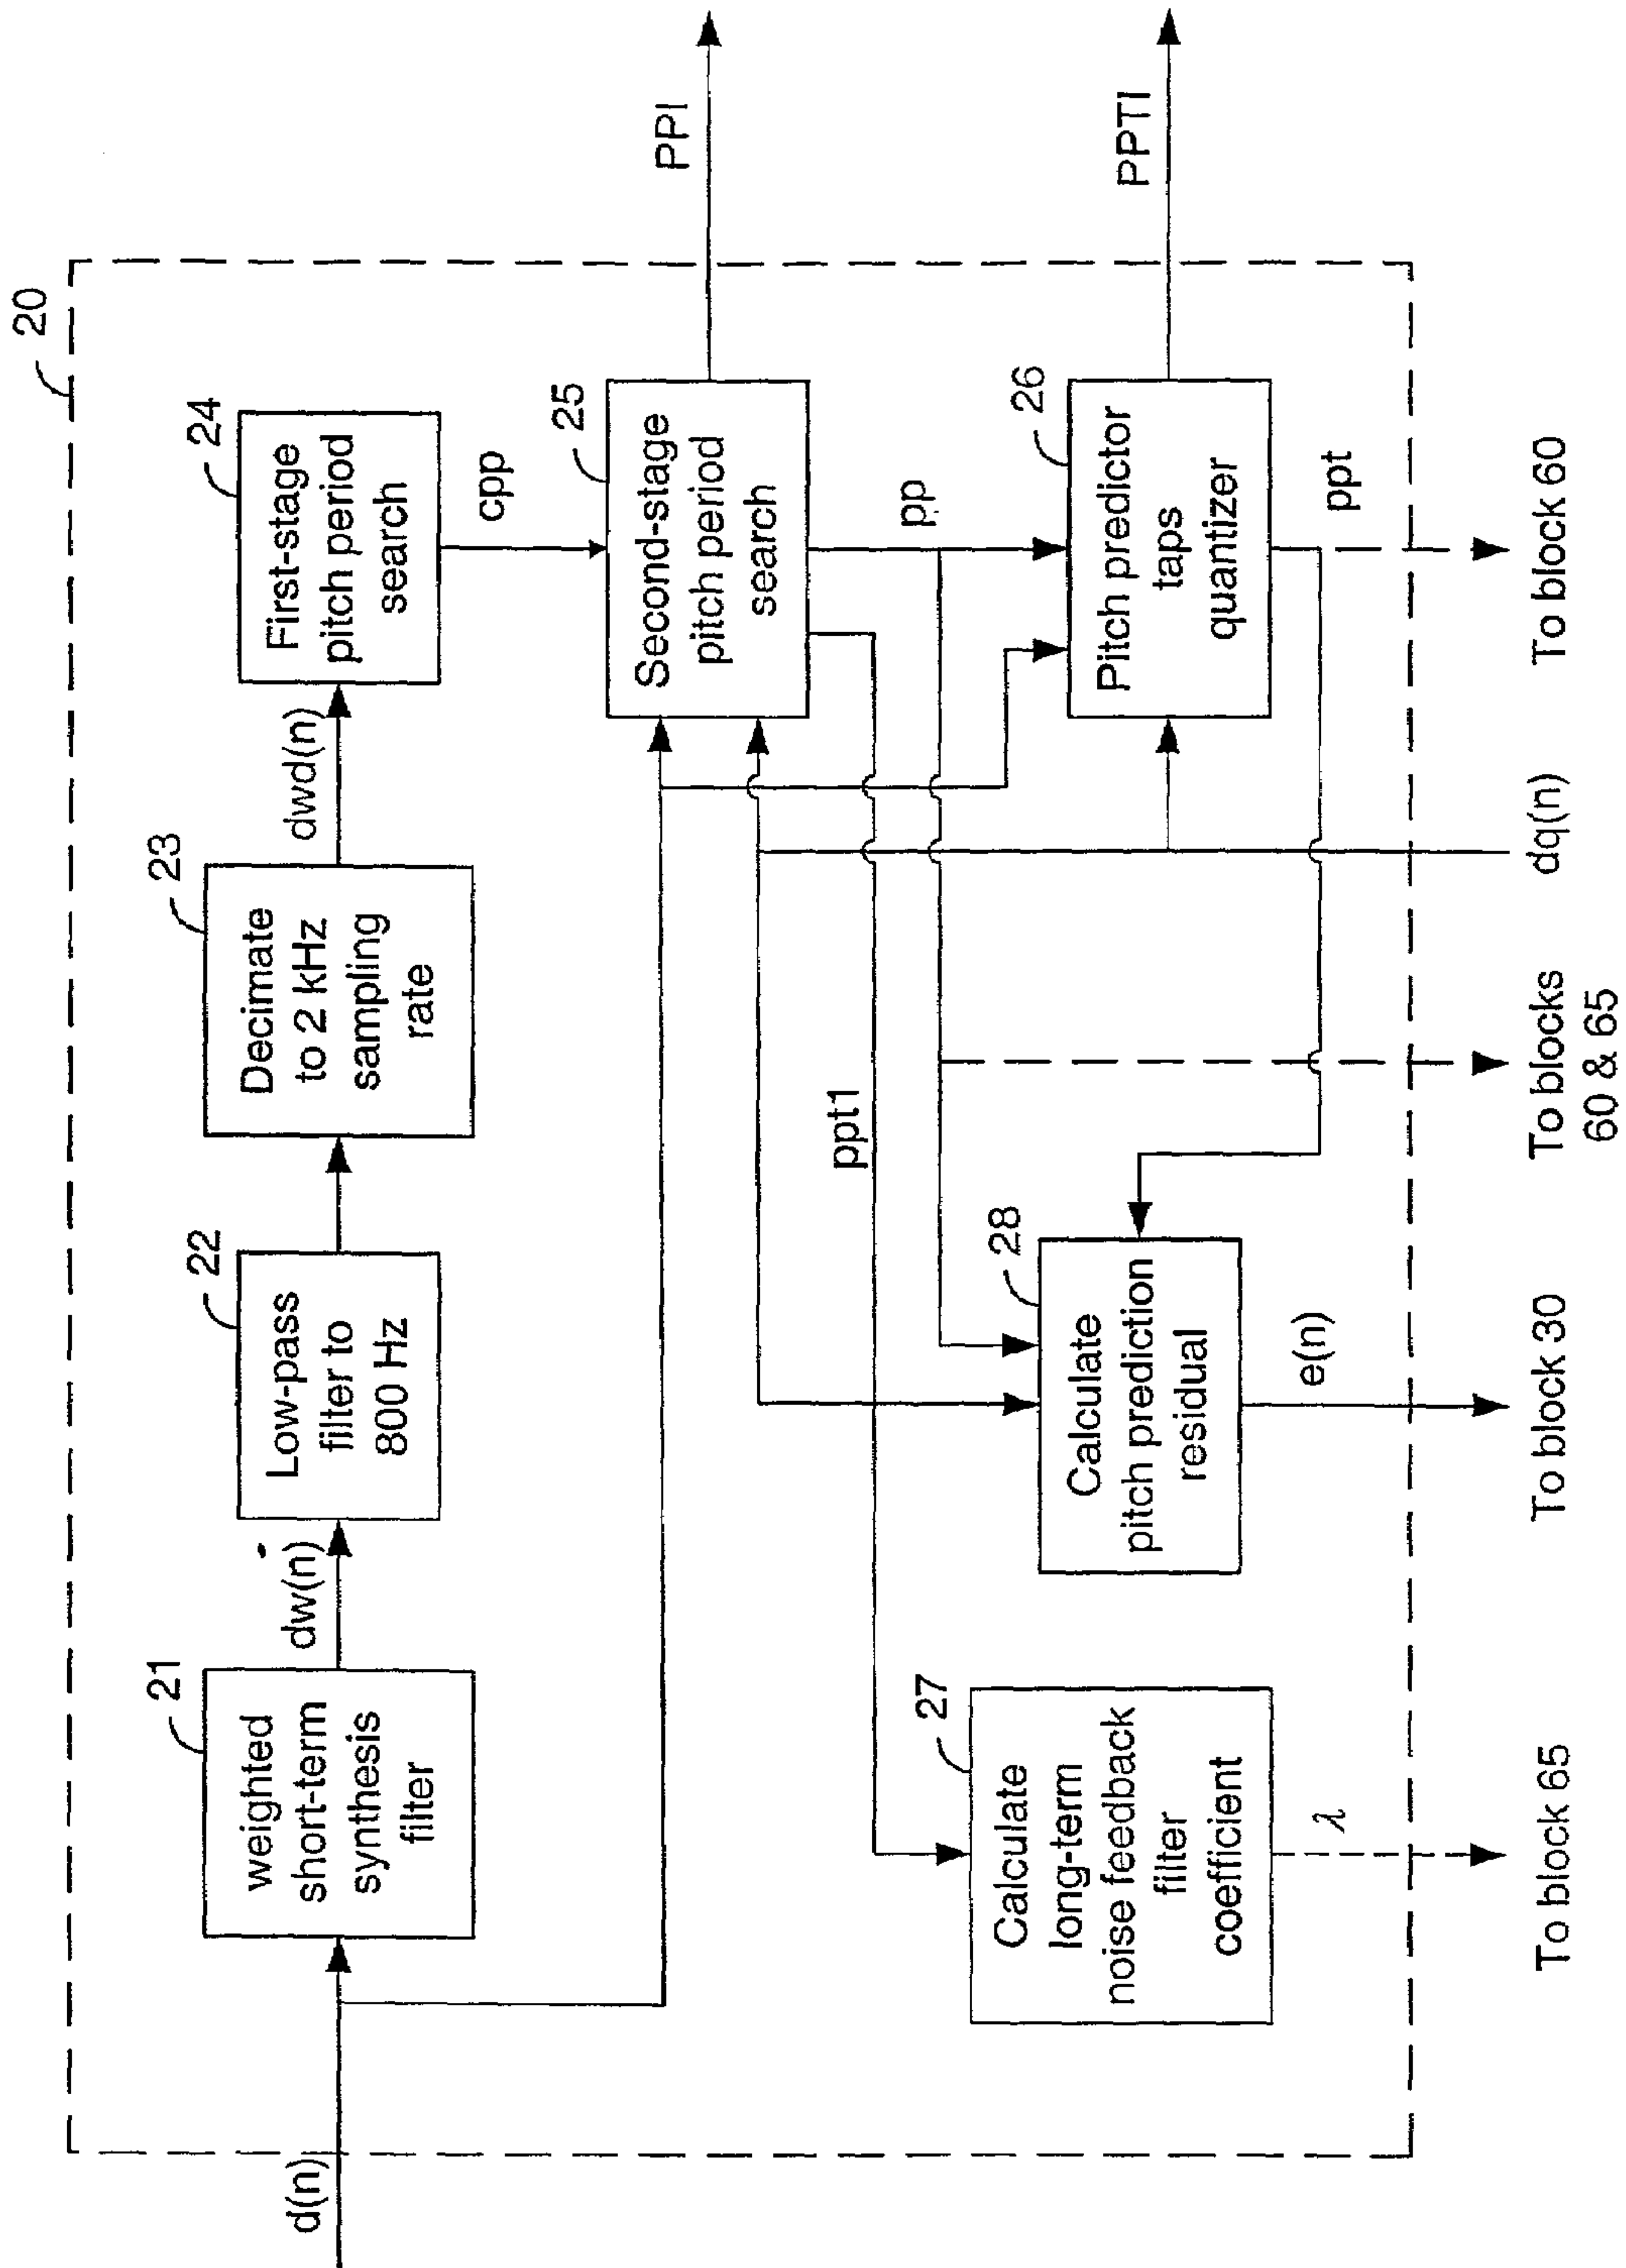 20
d(n)
21
weighted
short-term
synthesis
filter
dw(n)
22
Low-pass
filter to
800 Hz
23
Decimate
to 2 kHz
sampling
rate
dwd(n)
24
First-stage
pitch period
search
cpp
25
Second-stage
pitch period
search
PPI
ppt1
pp
27
Calculate
long-term
noise feedback
filter
coefficient
λ
28
Calculate
pitch prediction
residual
e(n)
26
Pitch predictor
taps
quantizer
PPTI
ppt
To block 65
To block 30
To blocks
60 & 65
dq(n)
To block 60